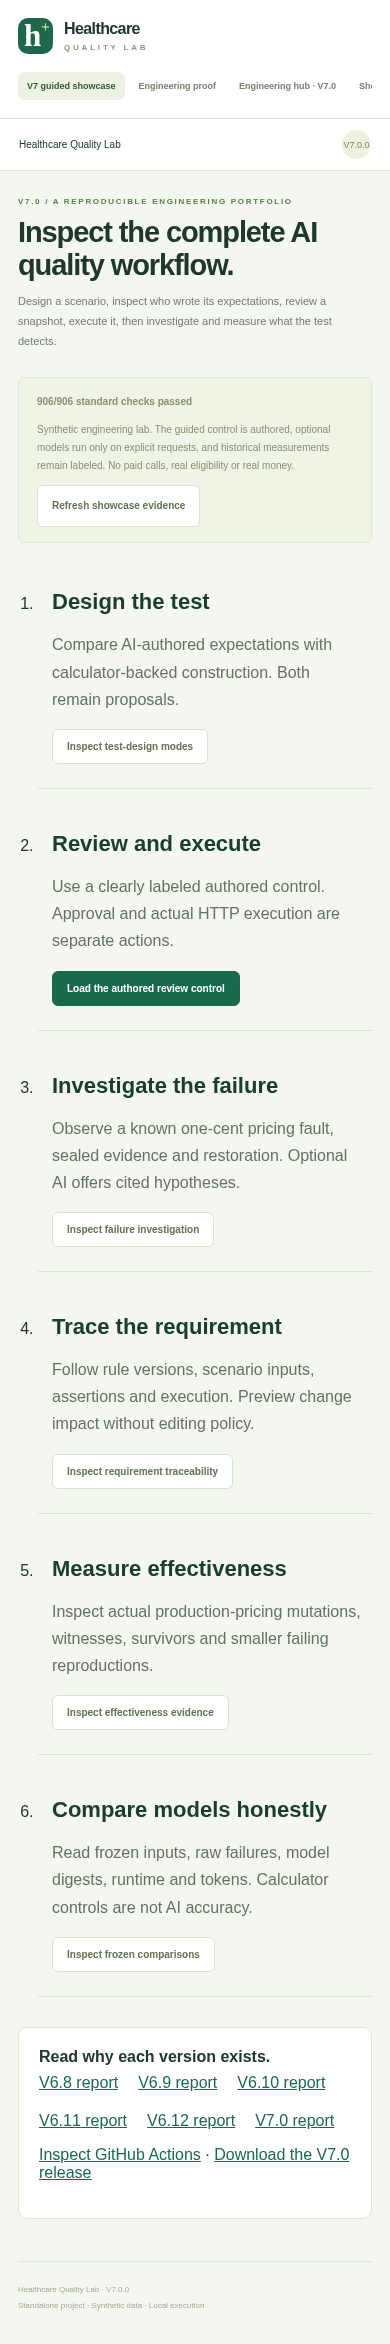 h+
Healthcare
QUALITY LAB
V7 guided showcase
Engineering proof
Engineering hub · V7.0
Healthcare Quality Lab
V7.0.0
V7.0 / A REPRODUCIBLE ENGINEERING PORTFOLIO
Inspect the complete AI
quality workflow.
Design a scenario, inspect who wrote its expectations, review a
snapshot, execute it, then investigate and measure what the test
detects.
906/906 standard checks passed
Synthetic engineering lab. The guided control is authored, optional
models run only on explicit requests, and historical measurements
remain labeled. No paid calls, real eligibility or real money.
Refresh showcase evidence
1. Design the test
Compare AI-authored expectations with
calculator-backed construction. Both
remain proposals.
Inspect test-design modes
2. Review and execute
Use a clearly labeled authored control.
Approval and actual HTTP execution are
separate actions.
Load the authored review control
3. Investigate the failure
Observe a known one-cent pricing fault,
sealed evidence and restoration. Optional
AI offers cited hypotheses.
Inspect failure investigation
4. Trace the requirement
Follow rule versions, scenario inputs,
assertions and execution. Preview change
impact without editing policy.
Inspect requirement traceability
5. Measure effectiveness
Inspect actual production-pricing mutations,
witnesses, survivors and smaller failing
reproductions.
Inspect effectiveness evidence
6. Compare models honestly
Read frozen inputs, raw failures, model
digests, runtime and tokens. Calculator
controls are not AI accuracy.
Inspect frozen comparisons
Read why each version exists.
V6.8 report V6.9 report V6.10 report
V6.11 report V6.12 report V7.0 report
Inspect GitHub Actions · Download the V7.0
release
Healthcare Quality Lab · V7.0.0
Standalone project · Synthetic data · Local execution